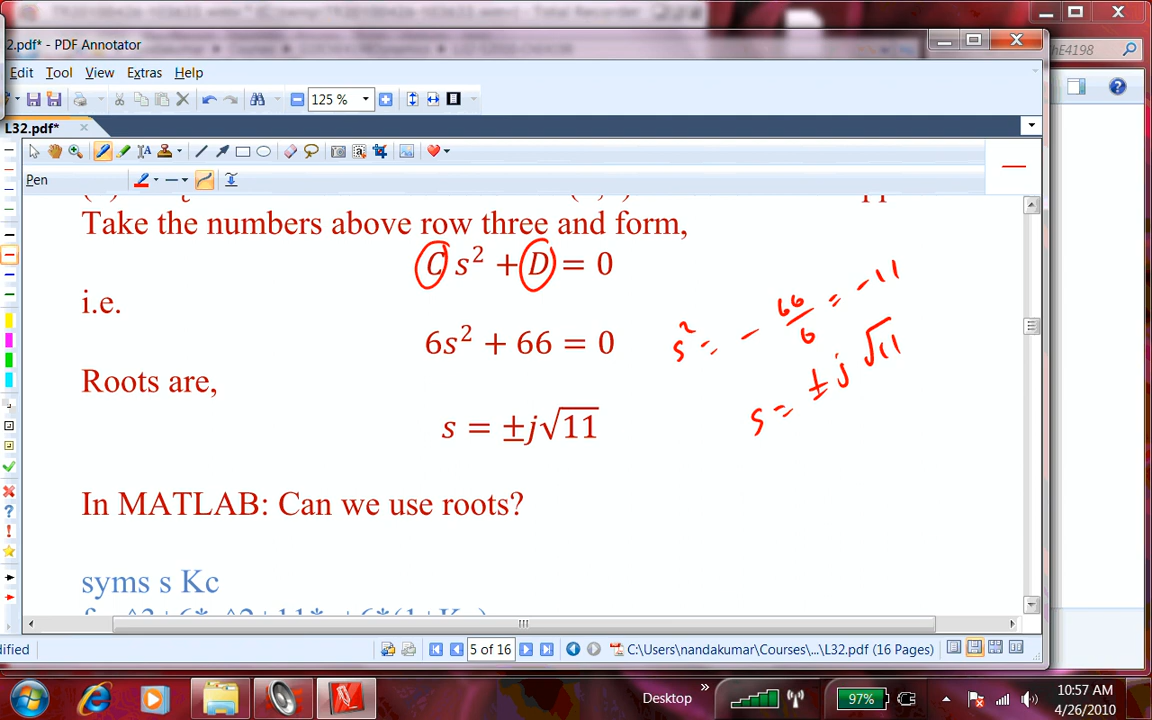 2.pdf* - PDF Annotator
hE4198
Edit Tool View Extras Help
125 %
L32.pdf*
Pen
Take the numbers above row three and form,
C s² + D = 0
i.e.
6s² + 66 = 0
s² = - 66/6 = -11
Roots are,
s = ±j√11
s = ±j √11
In MATLAB: Can we use roots?
syms s Kc
dified
5 of 16
C:\Users\nandakumar\Courses\...\L32.pdf (16 Pages)
Desktop
97%
10:57 AM
4/26/2010